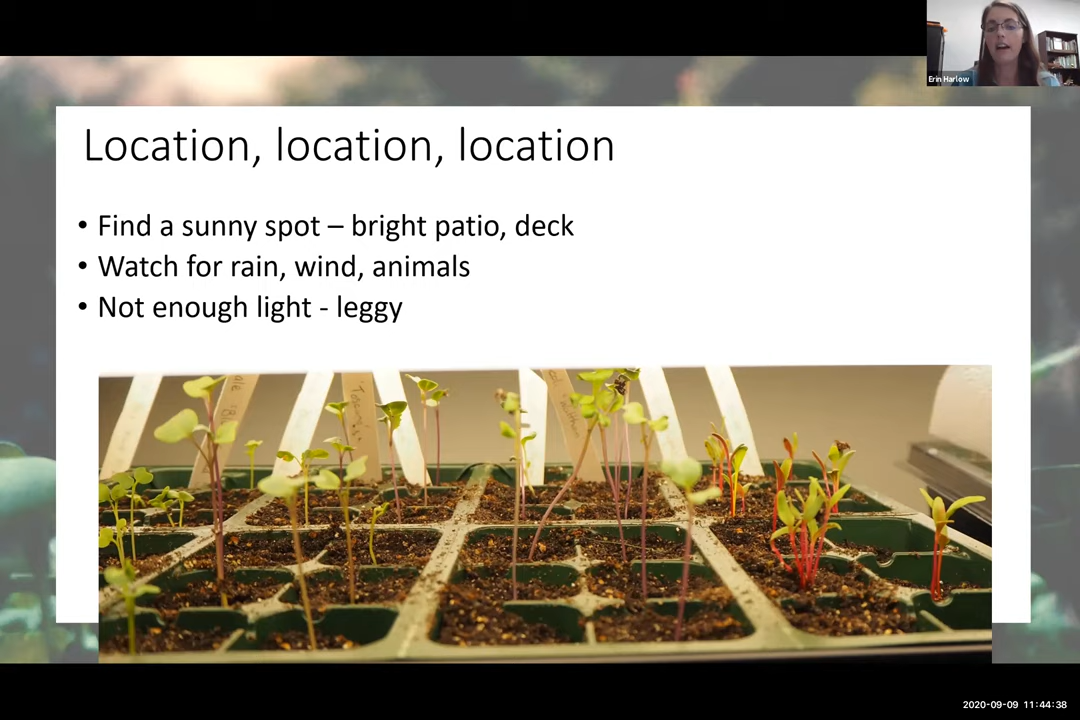 Erin Harlow
Location, location, location
• Find a sunny spot – bright patio, deck
• Watch for rain, wind, animals
• Not enough light - leggy
2020-09-09 11:44:38